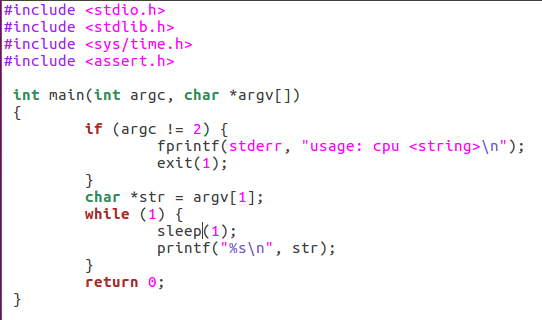 #include <stdio.h>
#include <stdlib.h>
#include <sys/time.h>
#include <assert.h>

int main(int argc, char *argv[])
{
        if (argc != 2) {
                fprintf(stderr, "usage: cpu <string>\n");
                exit(1);
        }
        char *str = argv[1];
        while (1) {
                sleep(1);
                printf("%s\n", str);
        }
        return 0;
}